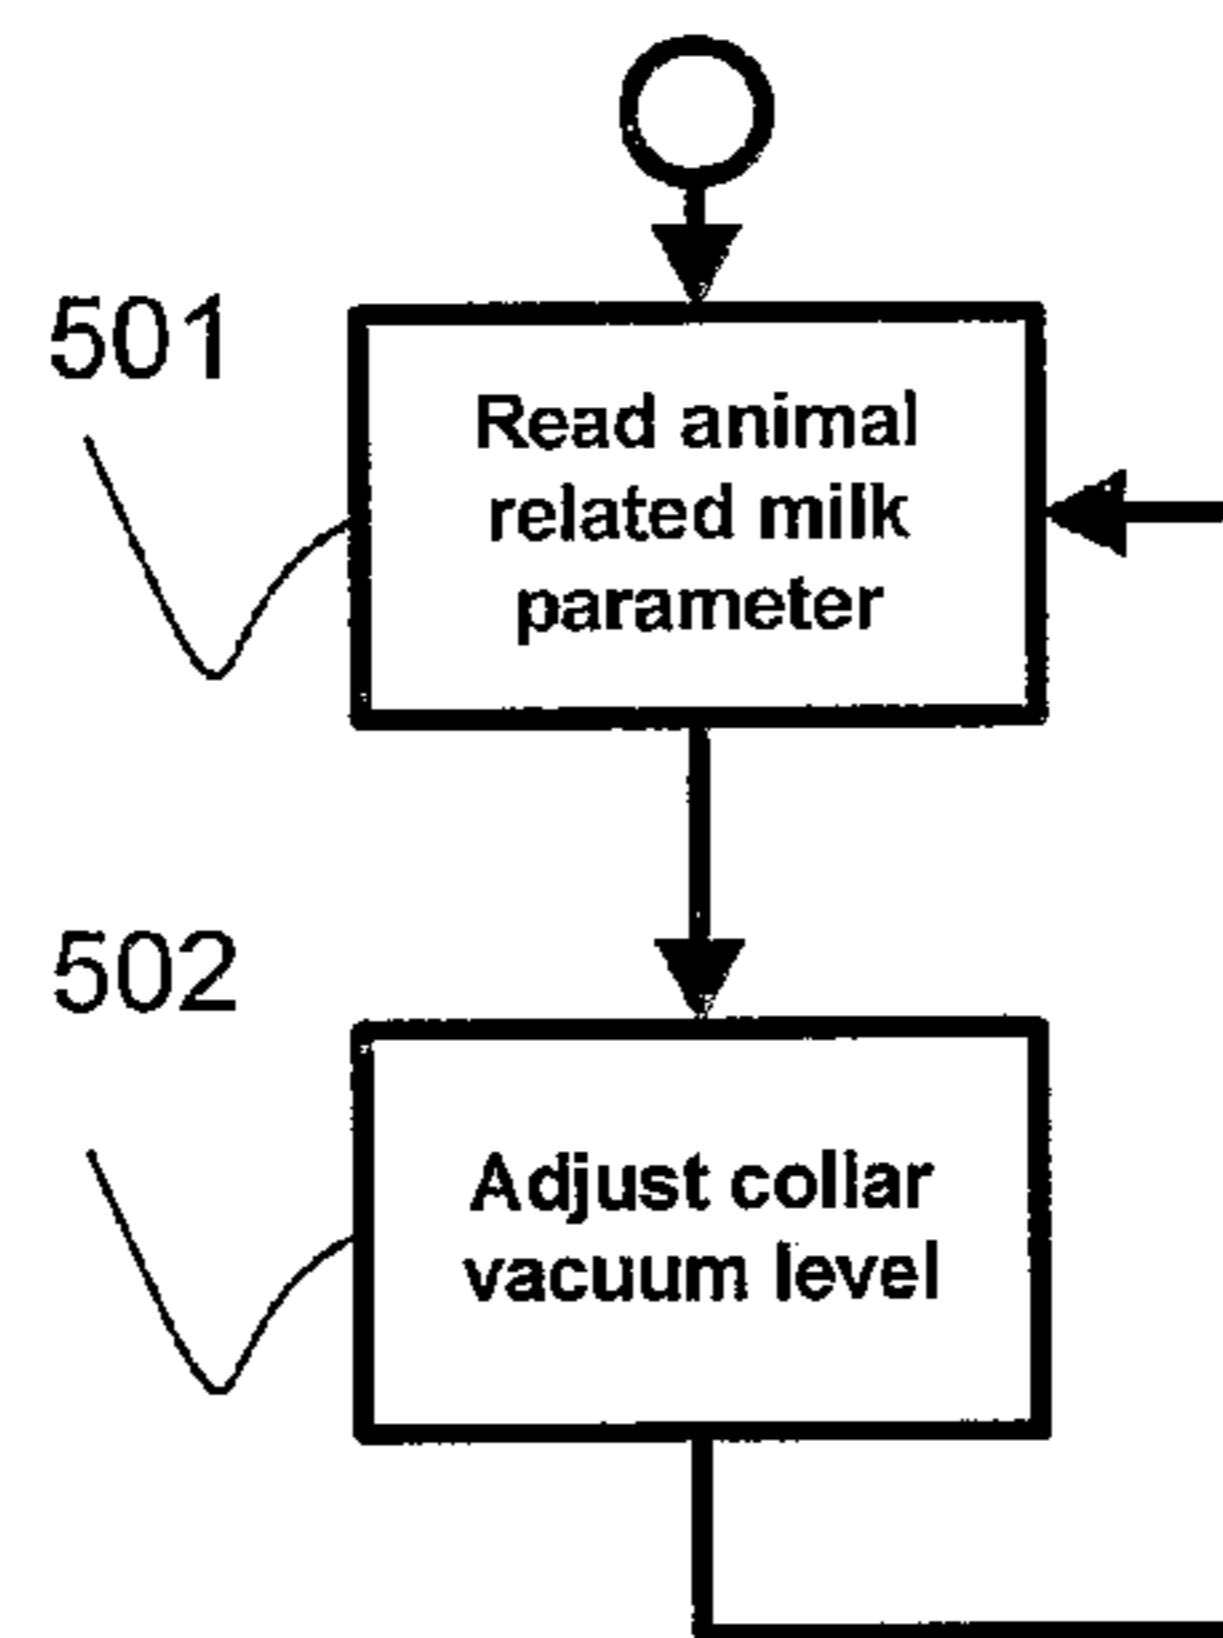 501
Read animal
related milk
parameter
502
Adjust collar
vacuum level